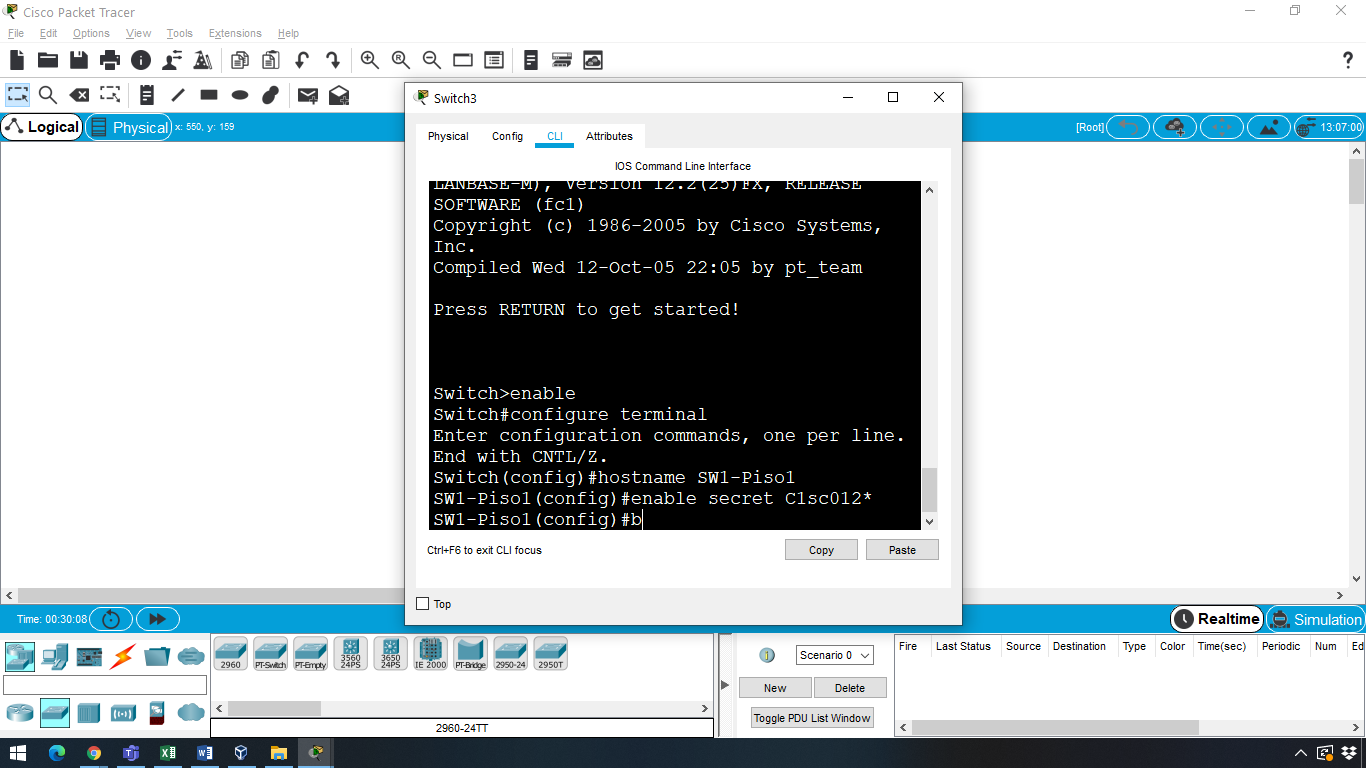 Cisco Packet Tracer
File Edit Options View Tools Extensions Help
?
Logical
Physical
x: 550, y: 159
[Root]
13:07:00
Switch3
Physical Config CLI Attributes
IOS Command Line Interface
LANBASE-M), Version 12.2(25)FX, RELEASE
SOFTWARE (fc1)
Copyright (c) 1986-2005 by Cisco Systems,
Inc.
Compiled Wed 12-Oct-05 22:05 by pt_team
Press RETURN to get started!
Switch>enable
Switch#configure terminal
Enter configuration commands, one per line.
End with CNTL/Z.
Switch(config)#hostname SW1-Piso1
SW1-Piso1(config)#enable secret C1sc012*
SW1-Piso1(config)#b
Ctrl+F6 to exit CLI focus
Copy Paste
Top
Time: 00:30:08
Realtime Simulation
2960 PT-Switch PT-Empty 3560 24PS 3650 24PS IE 2000 PT-Bridge 2950-24 2950T
2960-24TT
Scenario 0
New Delete
Toggle PDU List Window
Fire Last Status Source Destination Type Color Time(sec) Periodic Num Ed